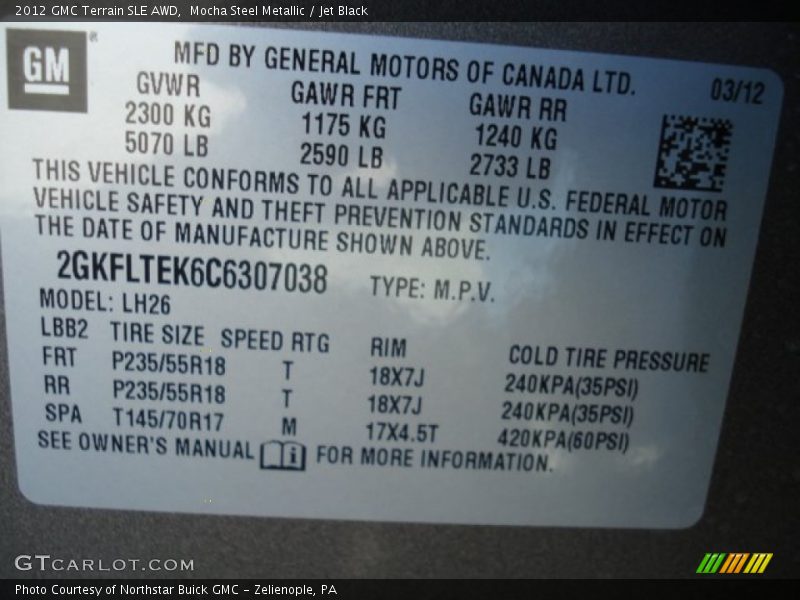 2012 GMC Terrain SLE AWD, Mocha Steel Metallic / Jet Black
GM
®
MFD BY GENERAL MOTORS OF CANADA LTD.
03/12
GVWR GAWR FRT GAWR RR
2300 KG 1175 KG 1240 KG
5070 LB 2590 LB 2733 LB
THIS VEHICLE CONFORMS TO ALL APPLICABLE U.S. FEDERAL MOTOR
VEHICLE SAFETY AND THEFT PREVENTION STANDARDS IN EFFECT ON
THE DATE OF MANUFACTURE SHOWN ABOVE.
2GKFLTEK6C6307038 TYPE: M.P.V.
MODEL: LH26
LBB2 TIRE SIZE SPEED RTG RIM COLD TIRE PRESSURE
FRT P235/55R18 T 18X7J 240KPA(35PSI)
RR P235/55R18 T 18X7J 240KPA(35PSI)
SPA T145/70R17 M 17X4.5T 420KPA(60PSI)
SEE OWNER'S MANUAL i FOR MORE INFORMATION.
GTCARLOT.COM
Photo Courtesy of Northstar Buick GMC - Zelienople, PA